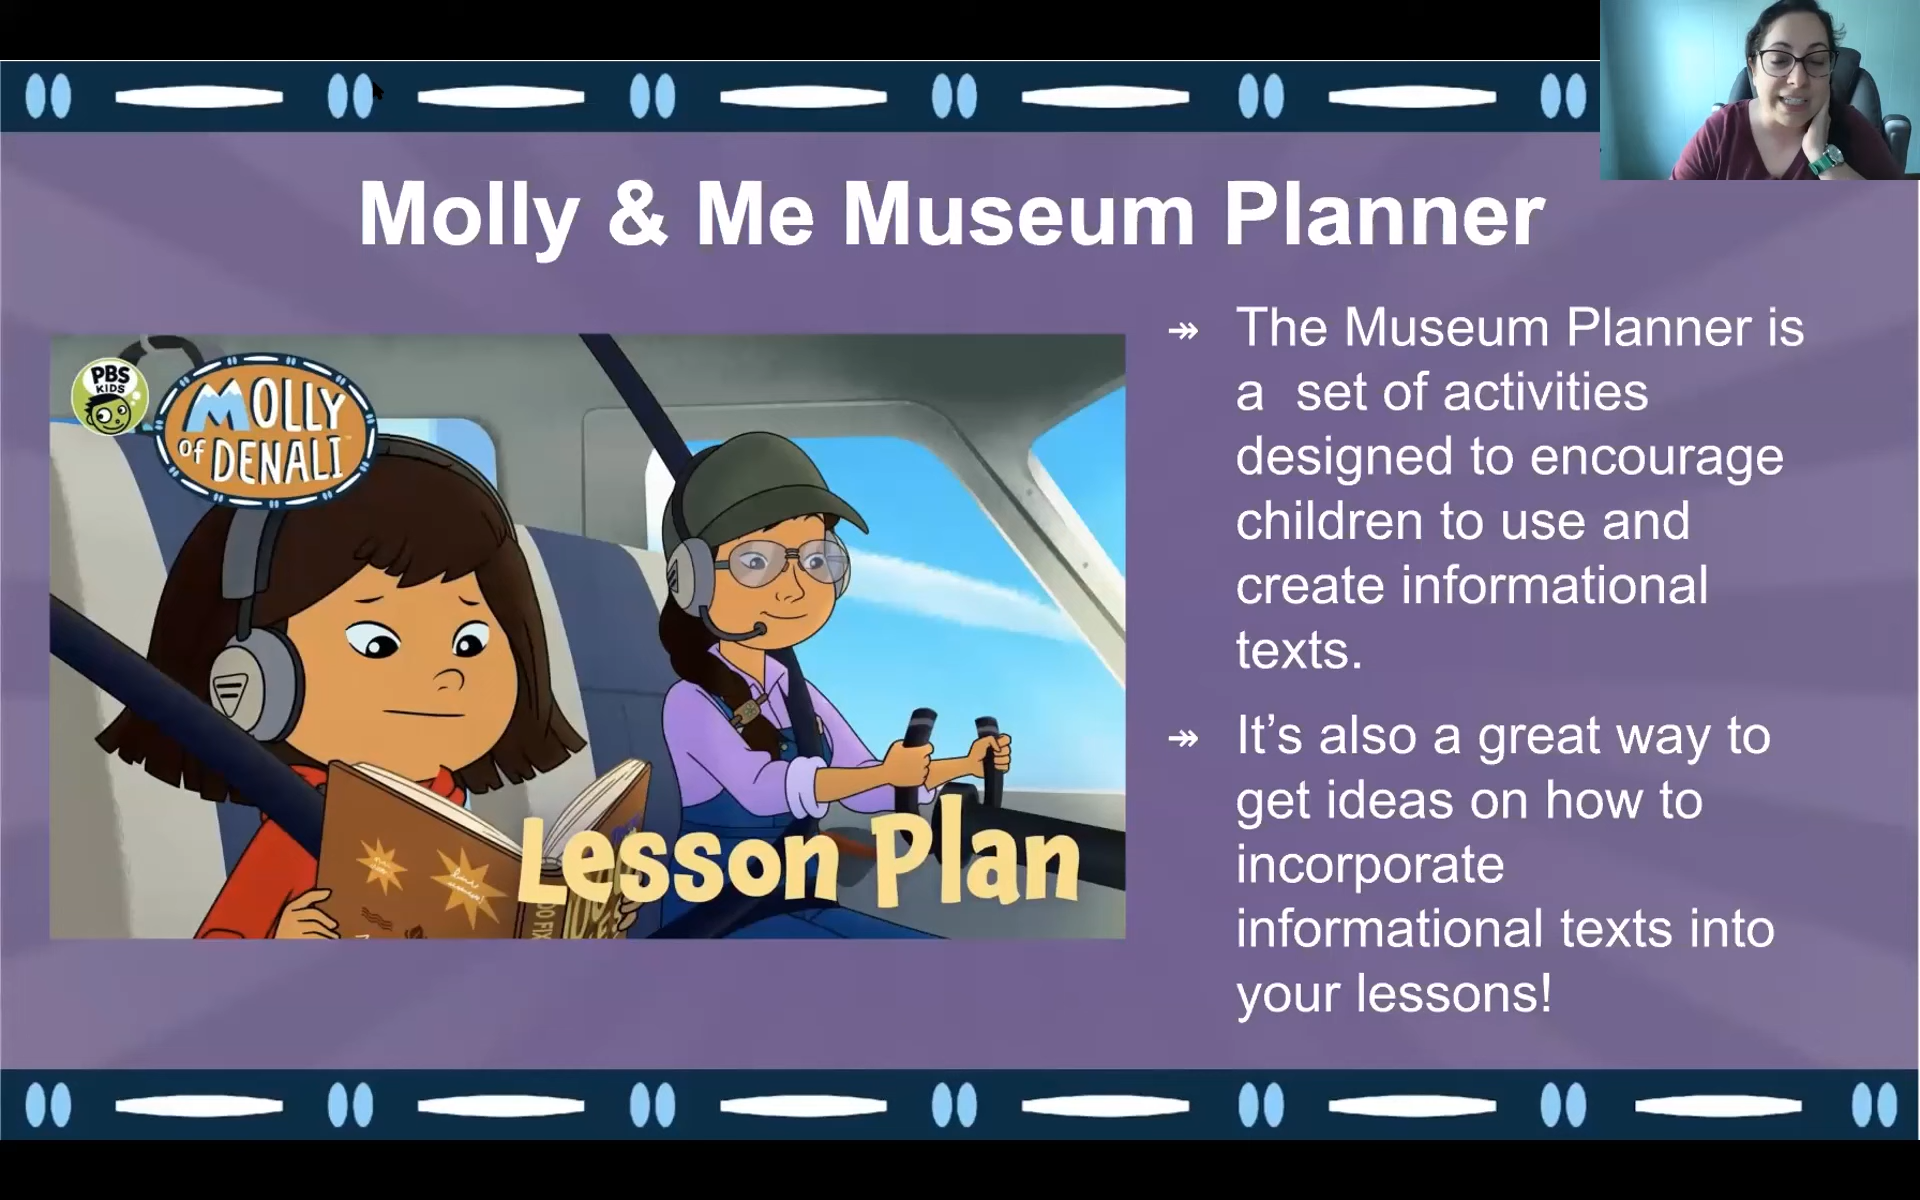 Molly & Me Museum Planner
PBS
KIDS
MOLLY
OF DENALI
Lesson Plan
↠ The Museum Planner is
a  set of activities
designed to encourage
children to use and
create informational
texts.
↠ It’s also a great way to
get ideas on how to
incorporate
informational texts into
your lessons!